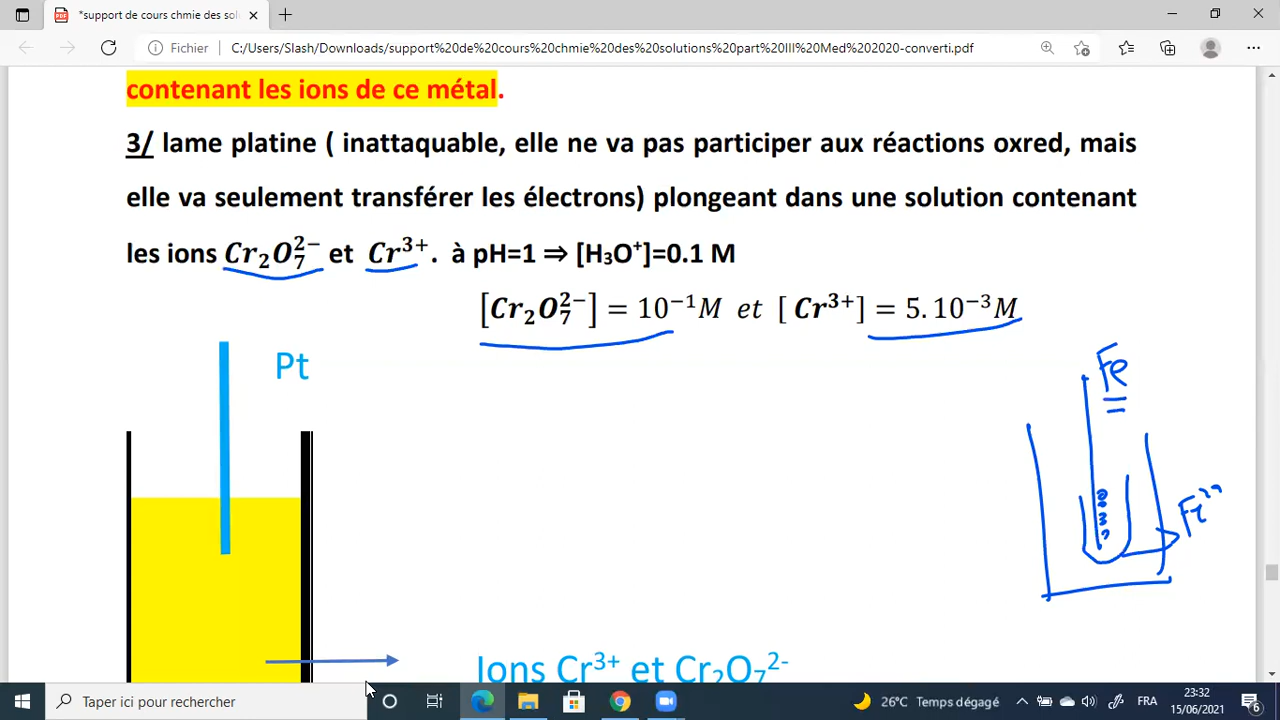 *support de cours chmie des sol
Fichier
C:/Users/Slash/Downloads/support%20de%20cours%20chmie%20des%20solutions%20part%20III%20Med%202020-converti.pdf
contenant les ions de ce métal.
3/ lame platine ( inattaquable, elle ne va pas participer aux réactions oxred, mais
elle va seulement transférer les électrons) plongeant dans une solution contenant
les ions Cr₂O₇²⁻ et Cr³⁺. à pH=1 ⇒ [H₃O⁺]=0.1 M
[Cr₂O₇²⁻] = 10⁻¹M et [ Cr³⁺] = 5. 10⁻³M
Pt
Fe
Ions Cr³⁺ et Cr₂O₇²⁻
Taper ici pour rechercher
26°C Temps dégagé
FRA
23:32
15/06/2021
6